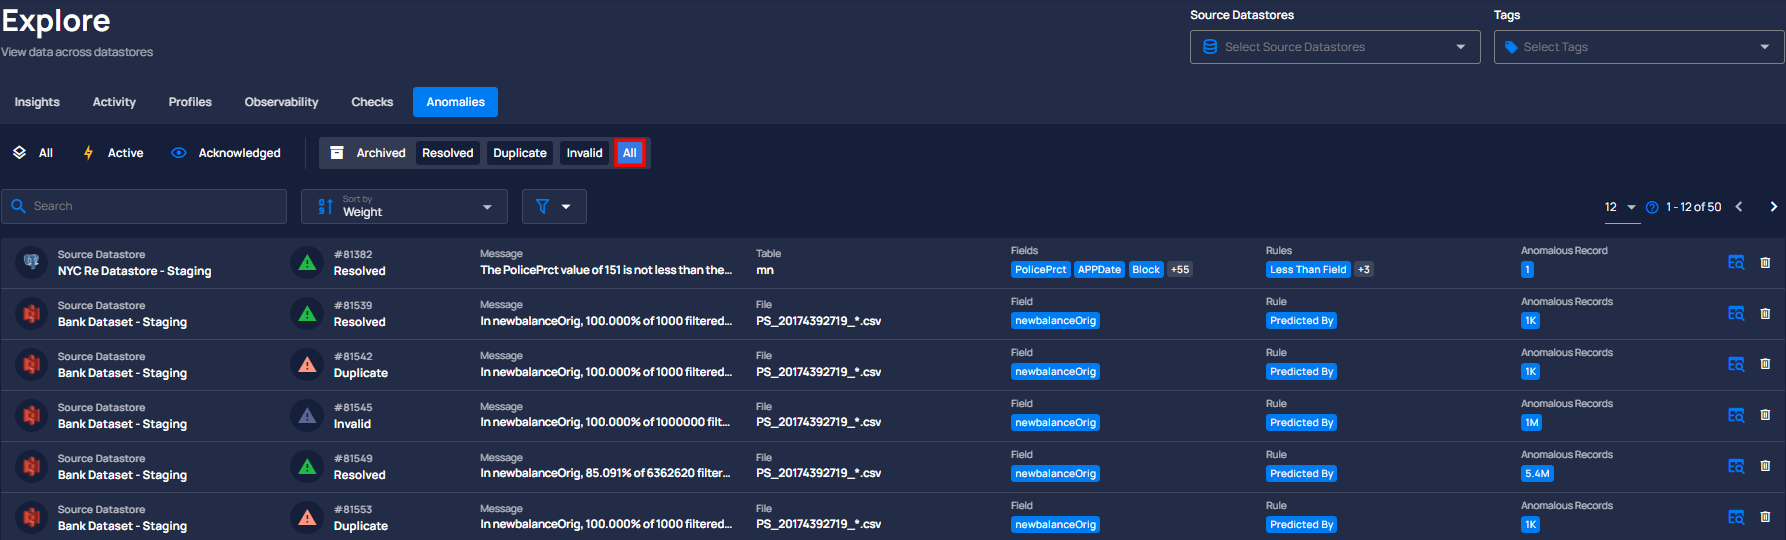 Explore
View data across datastores
Source Datastores
Select Source Datastores
Tags
Select Tags
Insights Activity Profiles Observability Checks Anomalies
All Active Acknowledged Archived Resolved Duplicate Invalid All
Search
Sort by
Weight
12 1 - 12 of 50
Source Datastore #81382 Message Table Fields Rules Anomalous Record
NYC Re Datastore - Staging Resolved The PolicePrct value of 151 is not less than the... mn PolicePrct APPDate Block +55 Less Than Field +3 1
Source Datastore #81539 Message File Field Rule Anomalous Records
Bank Dataset - Staging Resolved In newbalanceOrig, 100.000% of 1000 filtered... PS_20174392719_*.csv newbalanceOrig Predicted By 1K
Source Datastore #81542 Message File Field Rule Anomalous Records
Bank Dataset - Staging Duplicate In newbalanceOrig, 100.000% of 1000 filtered... PS_20174392719_*.csv newbalanceOrig Predicted By 1K
Source Datastore #81545 Message File Field Rule Anomalous Records
Bank Dataset - Staging Invalid In newbalanceOrig, 100.000% of 1000000 filt... PS_20174392719_*.csv newbalanceOrig Predicted By 1M
Source Datastore #81549 Message File Field Rule Anomalous Records
Bank Dataset - Staging Resolved In newbalanceOrig, 85.091% of 6362620 filter... PS_20174392719_*.csv newbalanceOrig Predicted By 5.4M
Source Datastore #81553 Message File Field Rule Anomalous Records
Bank Dataset - Staging Duplicate In newbalanceOrig, 100.000% of 1000 filtered... PS_20174392719_*.csv newbalanceOrig Predicted By 1K